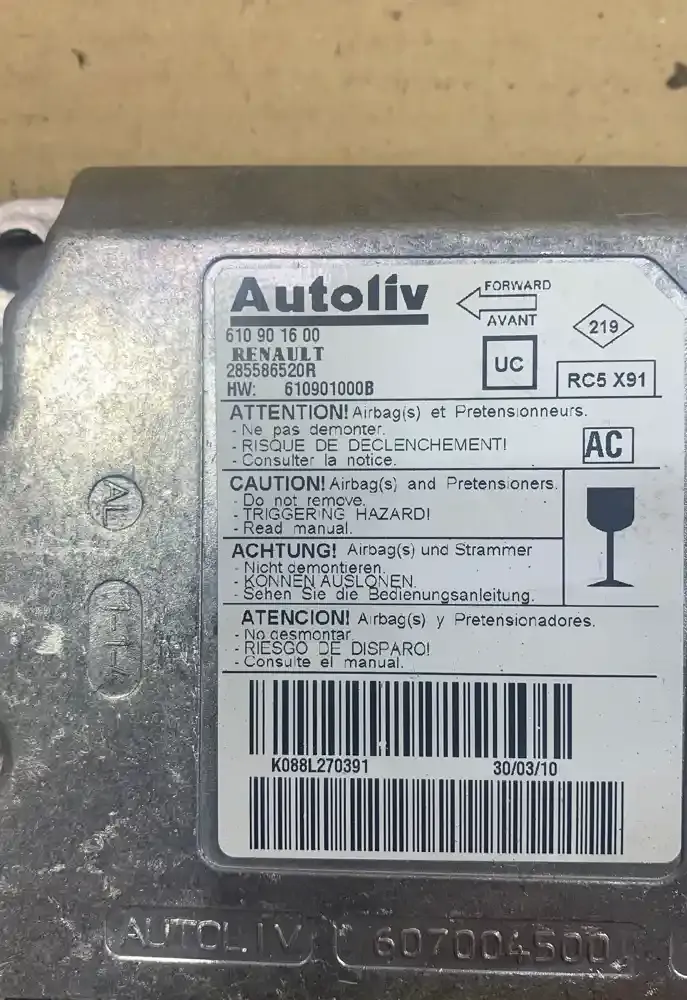 Autoliv
FORWARD
AVANT
219
610 90 16 00
RENAULT
285586520R
HW: 610901000B
UC
RC5 X91
ATTENTION! Airbag(s) et Pretensionneurs.
- Ne pas demonter.
- RISQUE DE DECLENCHEMENT!
- Consulter la notice.
AC
CAUTION! Airbag(s) and Pretensioners.
- Do not remove.
- TRIGGERING HAZARD!
- Read manual.
ACHTUNG! Airbag(s) und Strammer
- Nicht demontieren.
- KONNEN AUSLONEN.
- Sehen Sie die Bedienungsanleitung.
ATENCION! Airbag(s) y Pretensionadores.
- No desmontar.
- RIESGO DE DISPARO!
- Consulte el manual.
K088L270391 30/03/10
AL
AUTOLIV 607004500